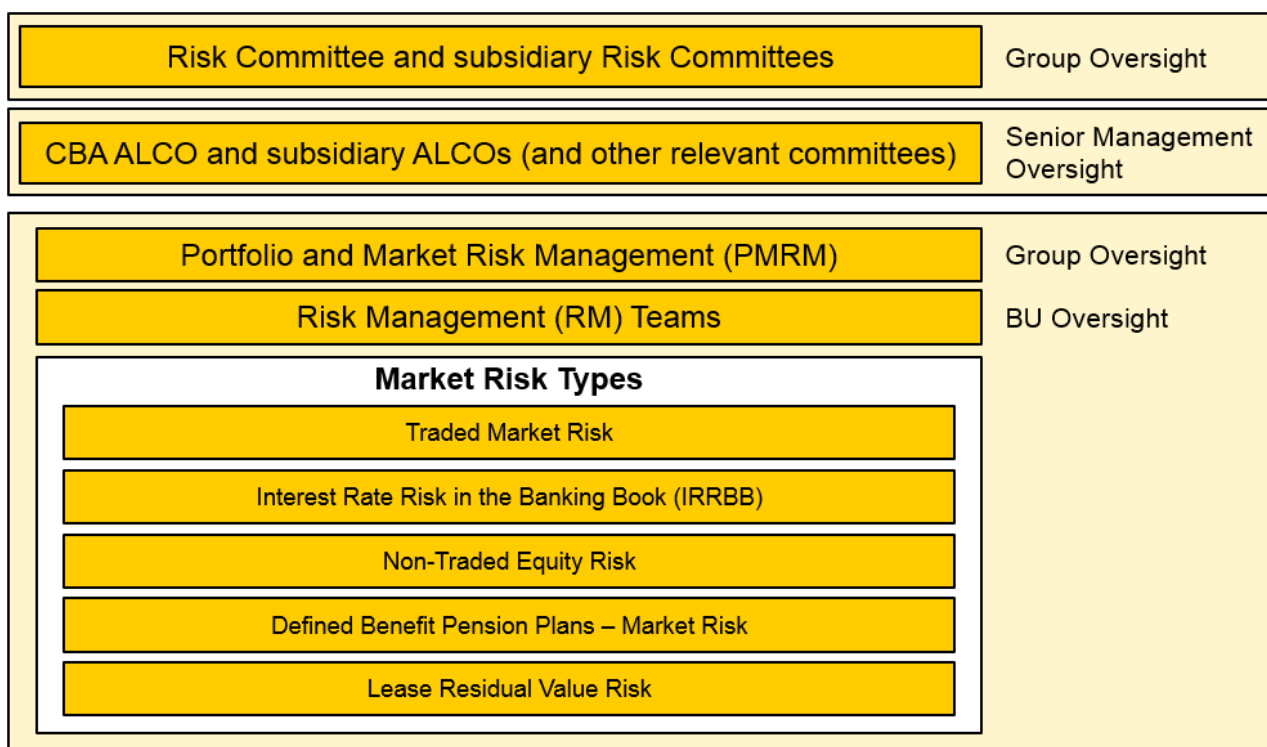 Risk Committee and subsidiary Risk Committees
Group Oversight
CBA ALCO and subsidiary ALCOs (and other relevant committees)
Senior Management
Oversight
Portfolio and Market Risk Management (PMRM)
Group Oversight
Risk Management (RM) Teams
BU Oversight
Market Risk Types
Traded Market Risk
Interest Rate Risk in the Banking Book (IRRBB)
Non-Traded Equity Risk
Defined Benefit Pension Plans – Market Risk
Lease Residual Value Risk